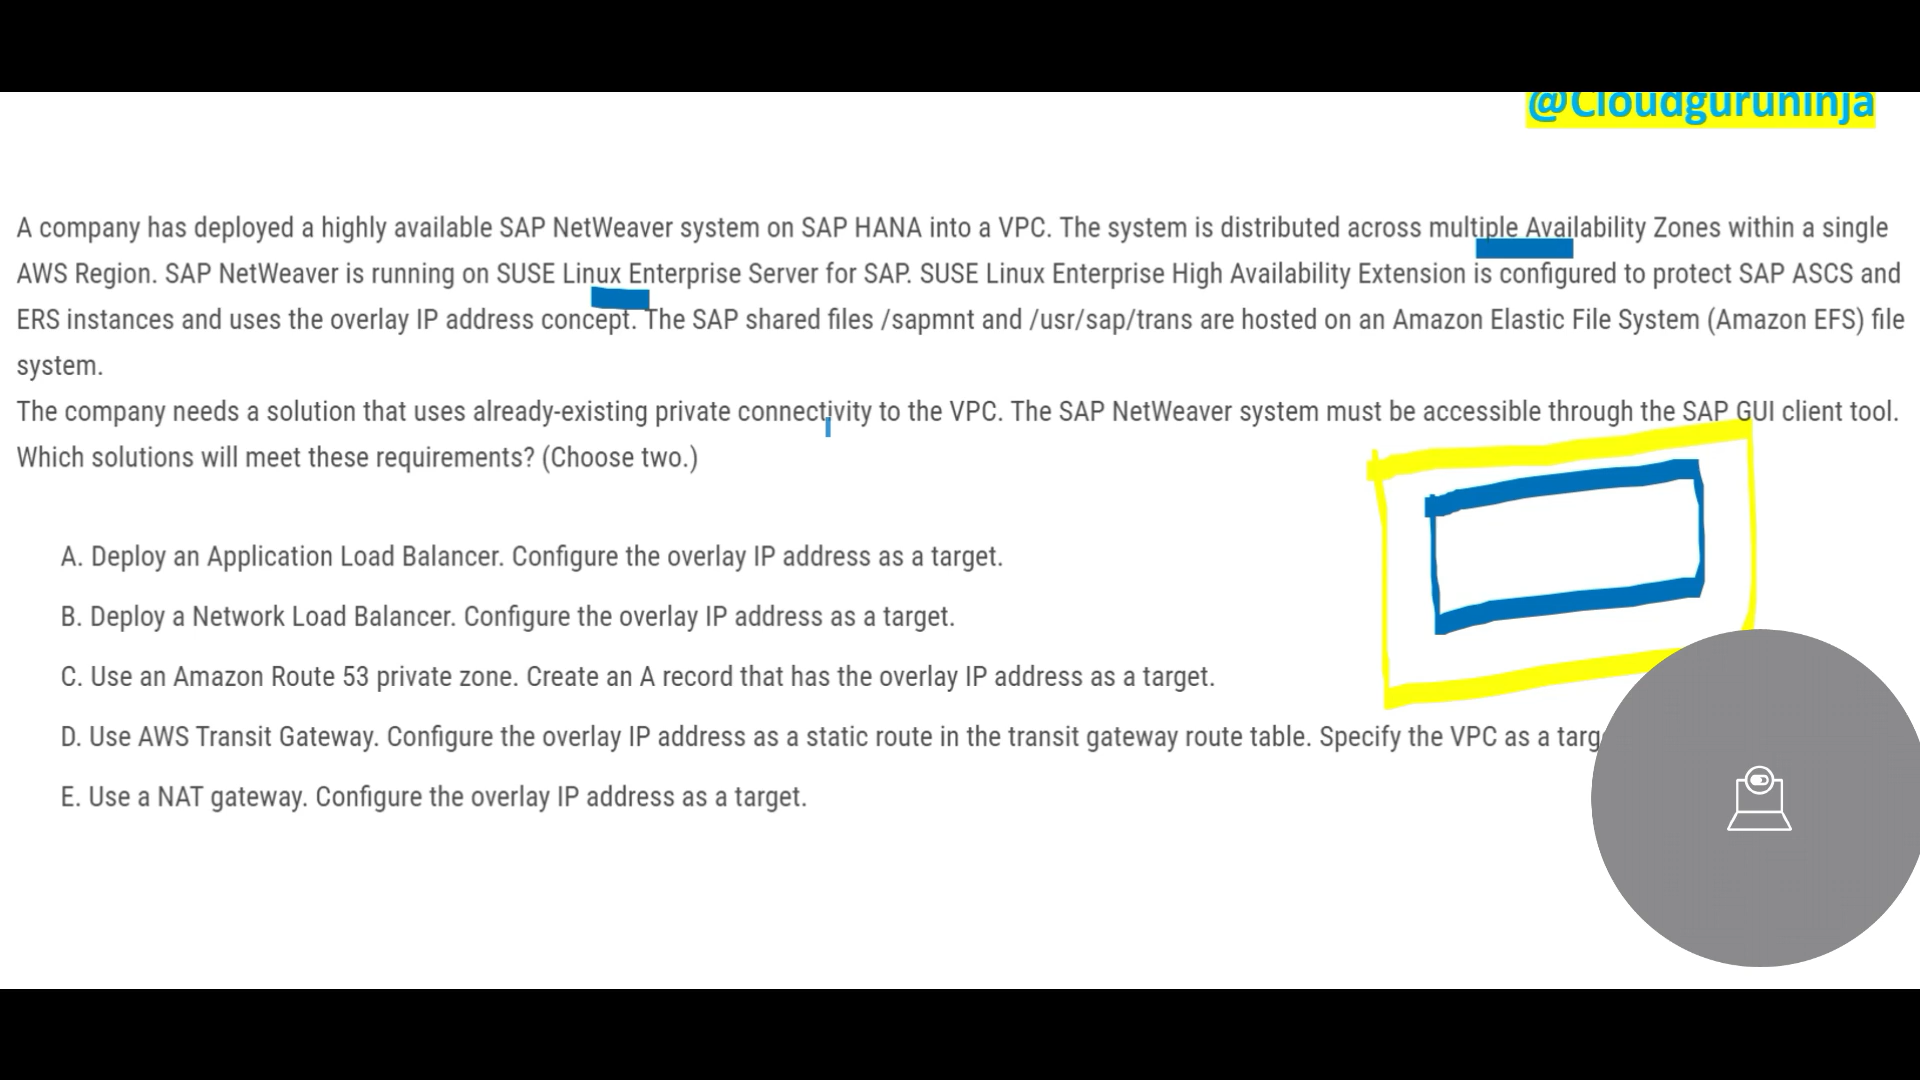 @Cloudguruninja
A company has deployed a highly available SAP NetWeaver system on SAP HANA into a VPC. The system is distributed across multiple Availability Zones within a single
AWS Region. SAP NetWeaver is running on SUSE Linux Enterprise Server for SAP. SUSE Linux Enterprise High Availability Extension is configured to protect SAP ASCS and
ERS instances and uses the overlay IP address concept. The SAP shared files /sapmnt and /usr/sap/trans are hosted on an Amazon Elastic File System (Amazon EFS) file
system.
The company needs a solution that uses already-existing private connectivity to the VPC. The SAP NetWeaver system must be accessible through the SAP GUI client tool.
Which solutions will meet these requirements? (Choose two.)
A. Deploy an Application Load Balancer. Configure the overlay IP address as a target.
B. Deploy a Network Load Balancer. Configure the overlay IP address as a target.
C. Use an Amazon Route 53 private zone. Create an A record that has the overlay IP address as a target.
D. Use AWS Transit Gateway. Configure the overlay IP address as a static route in the transit gateway route table. Specify the VPC as a
E. Use a NAT gateway. Configure the overlay IP address as a target.